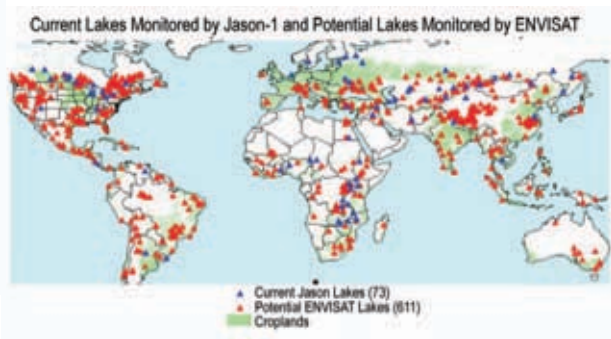 Current Lakes Monitored by Jason-1 and Potential Lakes Monitored by ENVISAT
Current Jason Lakes (73)
Potential ENVISAT Lakes (611)
Croplands